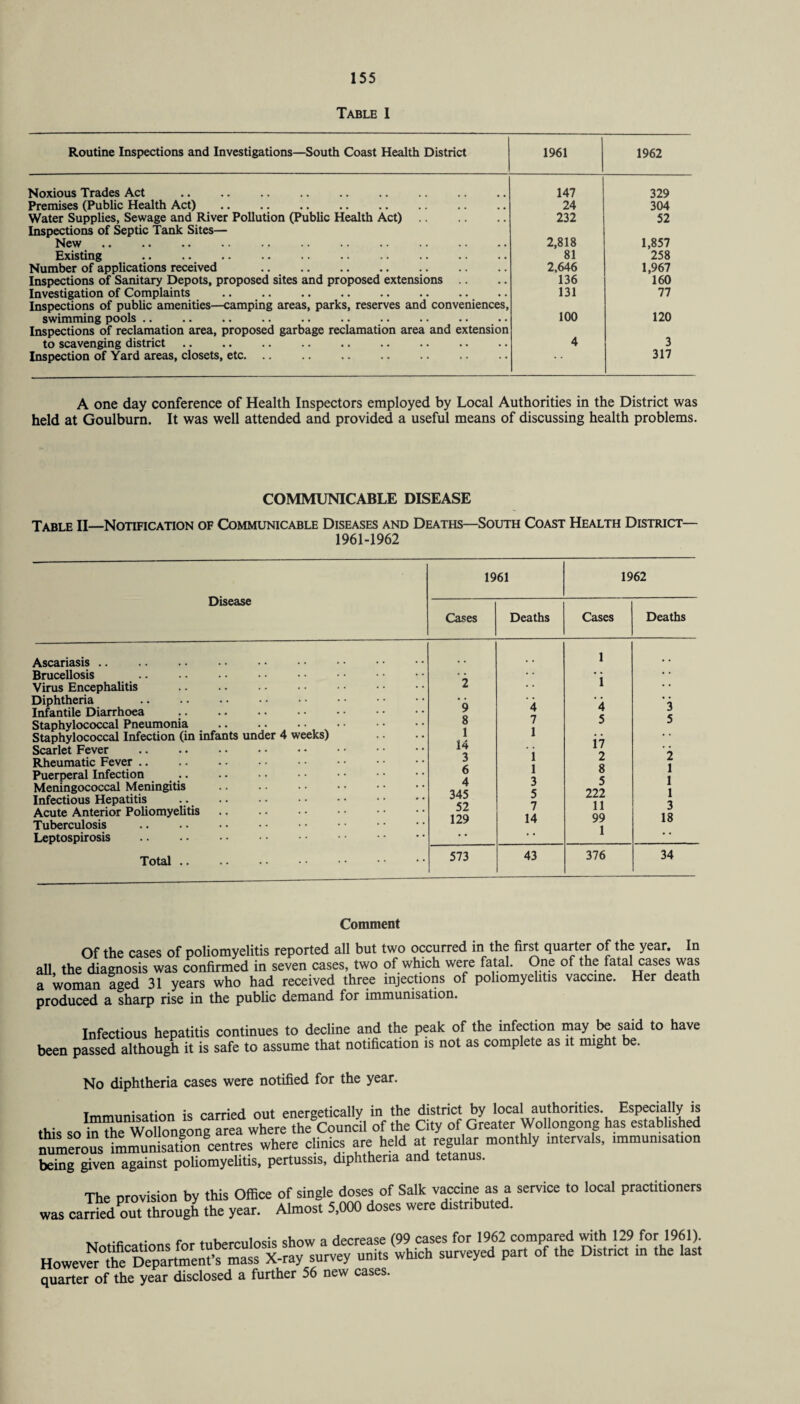 155
Table I
Routine Inspections and Investigations—South Coast Health District 1961 1962
Noxious Trades Act .. .. .. .. .. .. .. .. .. 147 329
Premises (Public Health Act) .. .. .. .. .. .. .. .. 24 304
Water Supplies, Sewage and River Pollution (Public Health Act) .. .. .. 232 52
Inspections of Septic Tank Sites—
New .. .. .. .. .. .. .. .. .. .. .. 2,818 1,857
Existing .. .. .. .. .. .. .. .. .. .. 81 258
Number of applications received .. .. .. .. .. .. .. 2,646 1,967
Inspections of Sanitary Depots, proposed sites and proposed extensions .. .. 136 160
Investigation of Complaints .. .. .. .. .. .. .. .. 131 77
Inspections of public amenities—camping areas, parks, reserves and conveniences,
swimming pools .. .. .. .. .. .. .. .. .. .. 100 120
Inspections of reclamation area, proposed garbage reclamation area and extension
to scavenging district .. .. .. .. .. .. .. .. .. 4 3
Inspection of Yard areas, closets, etc. .. .. .. .. .. .. .. .. 317
A one day conference of Health Inspectors employed by Local Authorities in the District was
held at Goulburn. It was well attended and provided a useful means of discussing health problems.
COMMUNICABLE DISEASE
Table II—Notification of Communicable Diseases and Deaths—South Coast Health District—
1961-1962
Disease 1961 1962
Cases Deaths Cases Deaths
Ascariasis .. .. .. .. .. .. .. .. .. .. .. 1 ..
Brucellosis .. .. .. .. .. .. .. .. .. .. .. ..
Virus Encephalitis .. .. .. .. .. .. .. 2 .. 1 ..
Diphtheria .. .. .. .. .. .. .. .. .. .. .. ..
Infantile Diarrhoea .. .. .. .. .. .. .. 9 4 4 3
Staphylococcal Pneumonia .. .. .. .. .. .. 8 7 5 5
Staphylococcal Infection (in infants under 4 weeks) .. .. 1 1 .. ..
Scarlet Fever .. .. .. .. .. .. .. .. 14 .. 17 ..
Rheumatic Fever .. .. .. .. .. .. .. .. 3 1 2 2
Puerperal Infection .. .. .. .. .. .. .. 6 1 8 1
Meningococcal Meningitis .. .. .. .. .. .. 4 3 5 1
Infectious Hepatitis .. .. .. .. .. .. .. 345 5 222 1
Acute Anterior Poliomyelitis .. .. .. .. .. .. 52 7 11 3
Tuberculosis .. .. .. .. .. .. .. .. 129 14 99 18
Leptospirosis .. .. .. .. .. .. .. .. .. .. 1 ..
Total .. .. .. .. .. .. .. 573 43 376 34
Comment
Of the cases of poliomyelitis reported all but two occurred in the first quarter of the year. In
all, the diagnosis was confirmed in seven cases, two of which were fatal. One of the fatal cases was
a woman aged 31 years who had received three injections of poliomyelitis vaccine. Her death
produced a sharp rise in the public demand for immunisation.
Infectious hepatitis continues to decline and the peak of the infection may be said to have
been passed although it is safe to assume that notification is not as complete as it might be.
No diphtheria cases were notified for the year.
Immunisation is carried out energetically in the district by local authorities. Especially is
this so in the Wollongong area where the Council of the City of Greater Wollongong has established
numerous immunisation centres where clinics are held at regular monthly intervals, immunisation
being given against poliomyelitis, pertussis, diphtheria and tetanus.
The provision by this Office of single doses of Salk vaccine as a service to local practitioners
was carried out through the year. Almost 5,000 doses were distributed.
Notifications for tuberculosis show a decrease (99 cases for 1962 compared with 129 for 1961).
However the Department's mass X-ray survey units which surveyed part of the District in the last
quarter of the year disclosed a further 56 new cases.